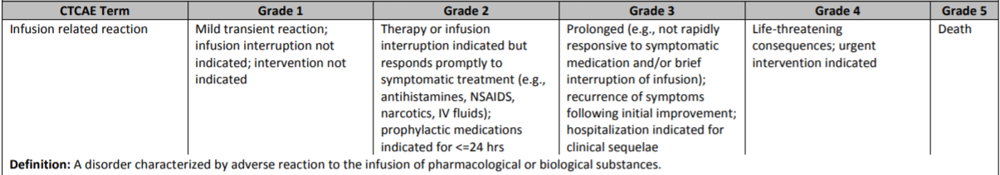 CTCAE Term Grade 1 Grade 2 Grade 3 Grade 4 Grade 5
Infusion related reaction
Mild transient reaction;
infusion interruption not
indicated; intervention not
indicated
Therapy or infusion
interruption indicated but
responds promptly to
symptomatic treatment (e.g.,
antihistamines, NSAIDS,
narcotics, IV fluids);
prophylactic medications
indicated for <=24 hrs
Prolonged (e.g., not rapidly
responsive to symptomatic
medication and/or brief
interruption of infusion);
recurrence of symptoms
following initial improvement;
hospitalization indicated for
clinical sequelae
Life-threatening
consequences; urgent
intervention indicated
Death
Definition: A disorder characterized by adverse reaction to the infusion of pharmacological or biological substances.